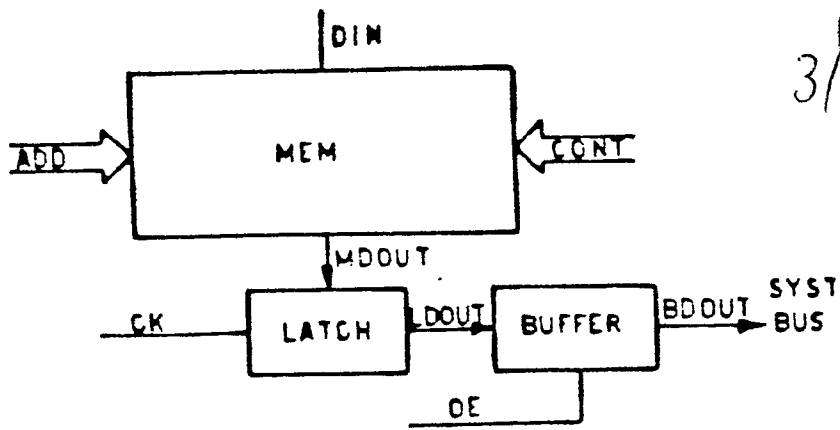 DIN
3/
MEM
ADD
CONT
MDOUT
CK
LATCH
LDOUT
BUFFER
BDOUT
SYST
BUS
OE